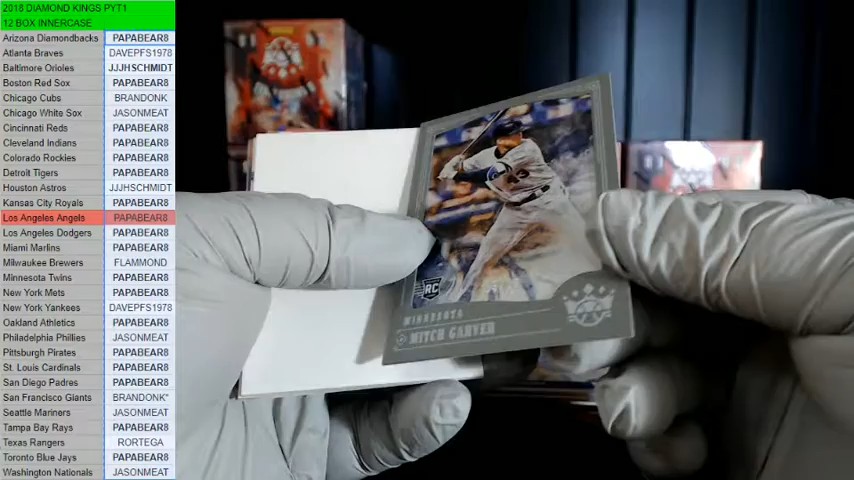 2018 DIAMOND KINGS PYT1
12 BOX INNERCASE
Arizona Diamondbacks PAPABEAR8
Atlanta Braves DAVEPFS1978
Baltimore Orioles JJJHSCHMIDT
Boston Red Sox PAPABEAR8
Chicago Cubs BRANDONK
Chicago White Sox JASONMEAT
Cincinnati Reds PAPABEAR8
Cleveland Indians PAPABEAR8
Colorado Rockies PAPABEAR8
Detroit Tigers PAPABEAR8
Houston Astros JJJHSCHMIDT
Kansas City Royals PAPABEAR8
Los Angeles Angels PAPABEAR8
Los Angeles Dodgers PAPABEAR8
Miami Marlins PAPABEAR8
Milwaukee Brewers FLAMMOND
Minnesota Twins PAPABEAR8
New York Mets PAPABEAR8
New York Yankees DAVEPFS1978
Oakland Athletics PAPABEAR8
Philadelphia Phillies JASONMEAT
Pittsburgh Pirates PAPABEAR8
St. Louis Cardinals PAPABEAR8
San Diego Padres PAPABEAR8
San Francisco Giants BRANDONK*
Seattle Mariners JASONMEAT
Tampa Bay Rays PAPABEAR8
Texas Rangers RORTEGA
Toronto Blue Jays PAPABEAR8
Washington Nationals JASONMEAT
RC
MINNESOTA
MITCH GARVER